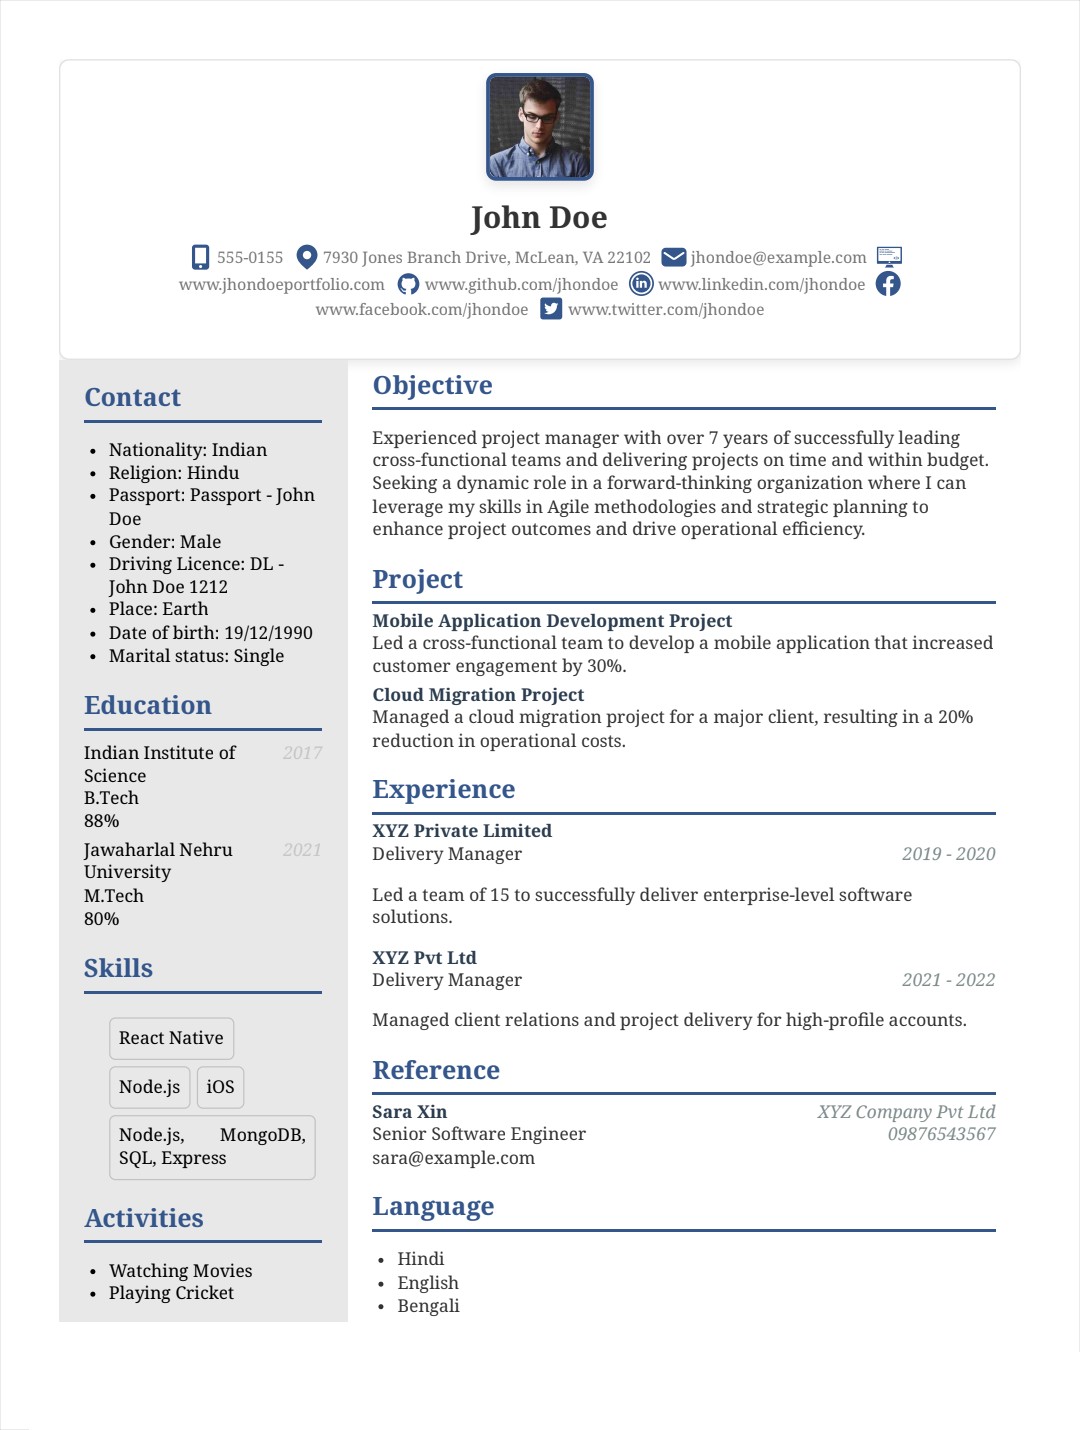 John Doe
555-0155 7930 Jones Branch Drive, McLean, VA 22102 jhondoe@example.com
www.jhondoeportfolio.com www.github.com/jhondoe www.linkedin.com/jhondoe
www.facebook.com/jhondoe www.twitter.com/jhondoe
Contact
• Nationality: Indian
• Religion: Hindu
• Passport: Passport - John
Doe
• Gender: Male
• Driving Licence: DL -
John Doe 1212
• Place: Earth
• Date of birth: 19/12/1990
• Marital status: Single
Education
Indian Institute of 2017
Science
B.Tech
88%
Jawaharlal Nehru 2021
University
M.Tech
80%
Skills
React Native
Node.js iOS
Node.js, MongoDB,
SQL, Express
Activities
• Watching Movies
• Playing Cricket
Objective
Experienced project manager with over 7 years of successfully leading
cross-functional teams and delivering projects on time and within budget.
Seeking a dynamic role in a forward-thinking organization where I can
leverage my skills in Agile methodologies and strategic planning to
enhance project outcomes and drive operational efficiency.
Project
Mobile Application Development Project
Led a cross-functional team to develop a mobile application that increased
customer engagement by 30%.
Cloud Migration Project
Managed a cloud migration project for a major client, resulting in a 20%
reduction in operational costs.
Experience
XYZ Private Limited
Delivery Manager 2019 - 2020
Led a team of 15 to successfully deliver enterprise-level software
solutions.
XYZ Pvt Ltd
Delivery Manager 2021 - 2022
Managed client relations and project delivery for high-profile accounts.
Reference
Sara Xin XYZ Company Pvt Ltd
Senior Software Engineer 09876543567
sara@example.com
Language
• Hindi
• English
• Bengali